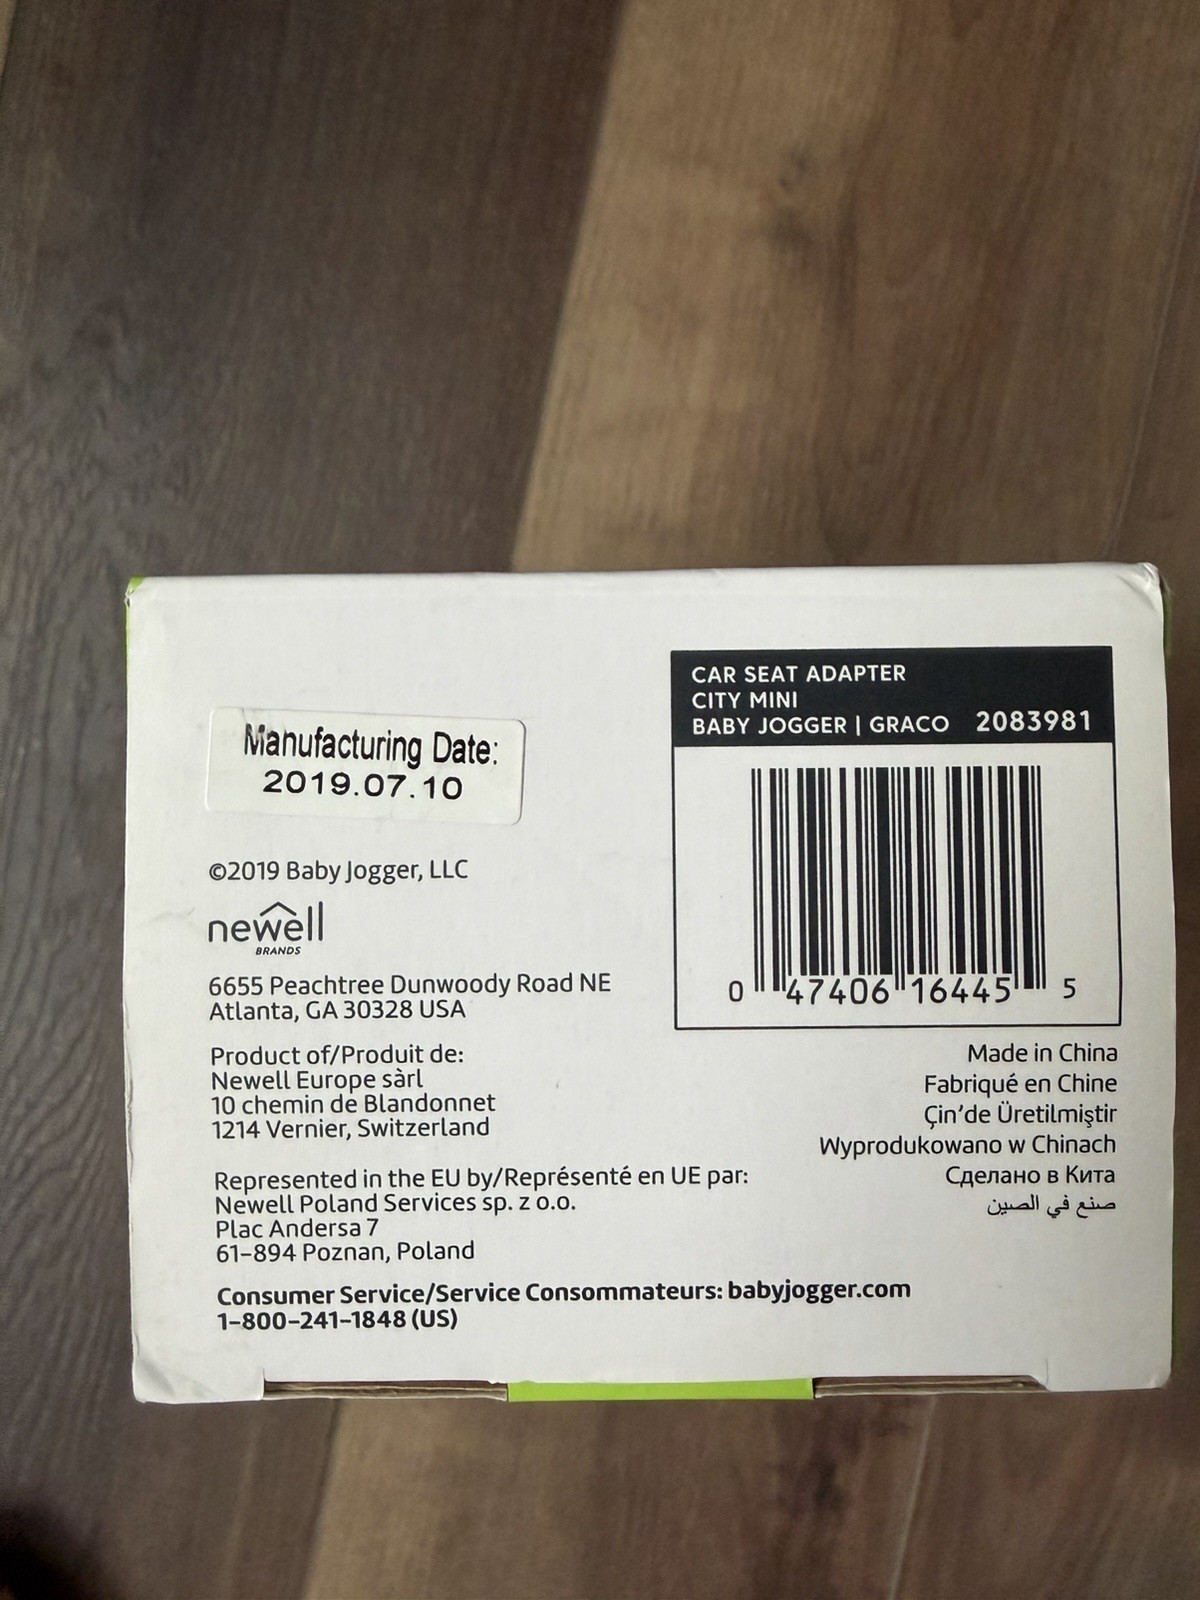 CAR SEAT ADAPTER
CITY MINI
BABY JOGGER | GRACO 2083981
Manufacturing Date:
2019.07.10
0 47406 16445 5
©2019 Baby Jogger, LLC
newell
BRANDS
6655 Peachtree Dunwoody Road NE
Atlanta, GA 30328 USA
Product of/Produit de:
Newell Europe sàrl
10 chemin de Blandonnet
1214 Vernier, Switzerland
Made in China
Fabriqué en Chine
Çin’de Üretilmiştir
Wyprodukowano w Chinach
Сделано в Кита
صنع في الصين
Represented in the EU by/Représenté en UE par:
Newell Poland Services sp. z o.o.
Plac Andersa 7
61-894 Poznan, Poland
Consumer Service/Service Consommateurs: babyjogger.com
1-800-241-1848 (US)